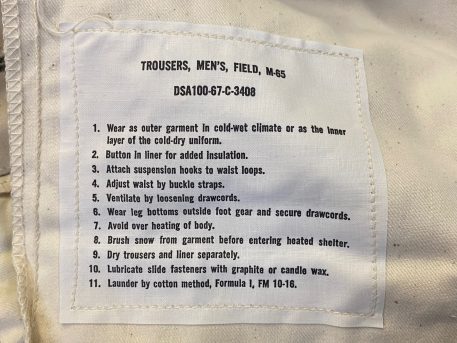 TROUSERS, MEN'S, FIELD, M-65
DSA100-67-C-3408
1. Wear as outer garment in cold-wet climate or as the inner
layer of the cold-dry uniform.
2. Button in liner for added insulation.
3. Attach suspension hooks to waist loops.
4. Adjust waist by buckle straps.
5. Ventilate by loosening drawcords.
6. Wear leg bottoms outside foot gear and secure drawcords.
7. Avoid over heating of body.
8. Brush snow from garment before entering heated shelter.
9. Dry trousers and liner separately.
10. Lubricate slide fasteners with graphite or candle wax.
11. Launder by cotton method, Formula I, FM 10-16.